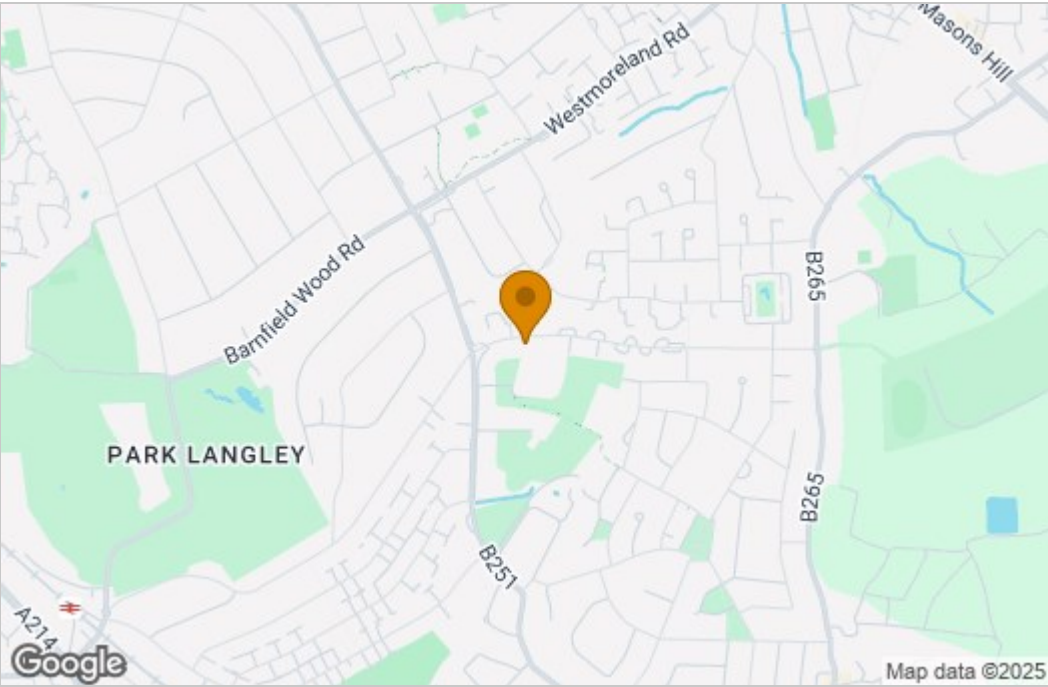 Masons Hill
Westmoreland Rd
Barnfield Wood Rd
B265
PARK LANGLEY
B265
B251
A214
Google
Map data ©2025